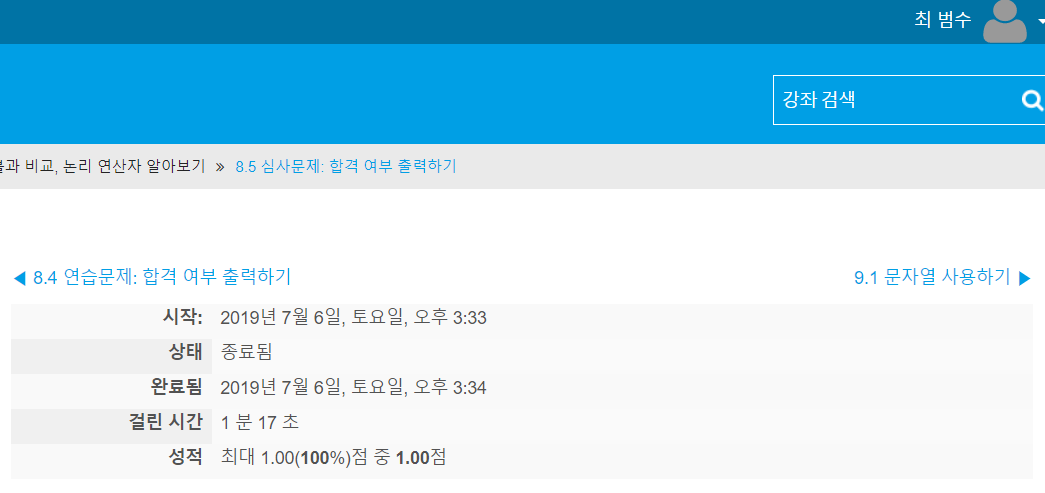 최 범수
강좌 검색
과 비교, 논리 연산자 알아보기 » 8.5 심사문제: 합격 여부 출력하기
◀ 8.4 연습문제: 합격 여부 출력하기 9.1 문자열 사용하기 ▶
시작: 2019년 7월 6일, 토요일, 오후 3:33
상태 종료됨
완료됨 2019년 7월 6일, 토요일, 오후 3:34
걸린 시간 1 분 17 초
성적 최대 1.00(100%)점 중 1.00점